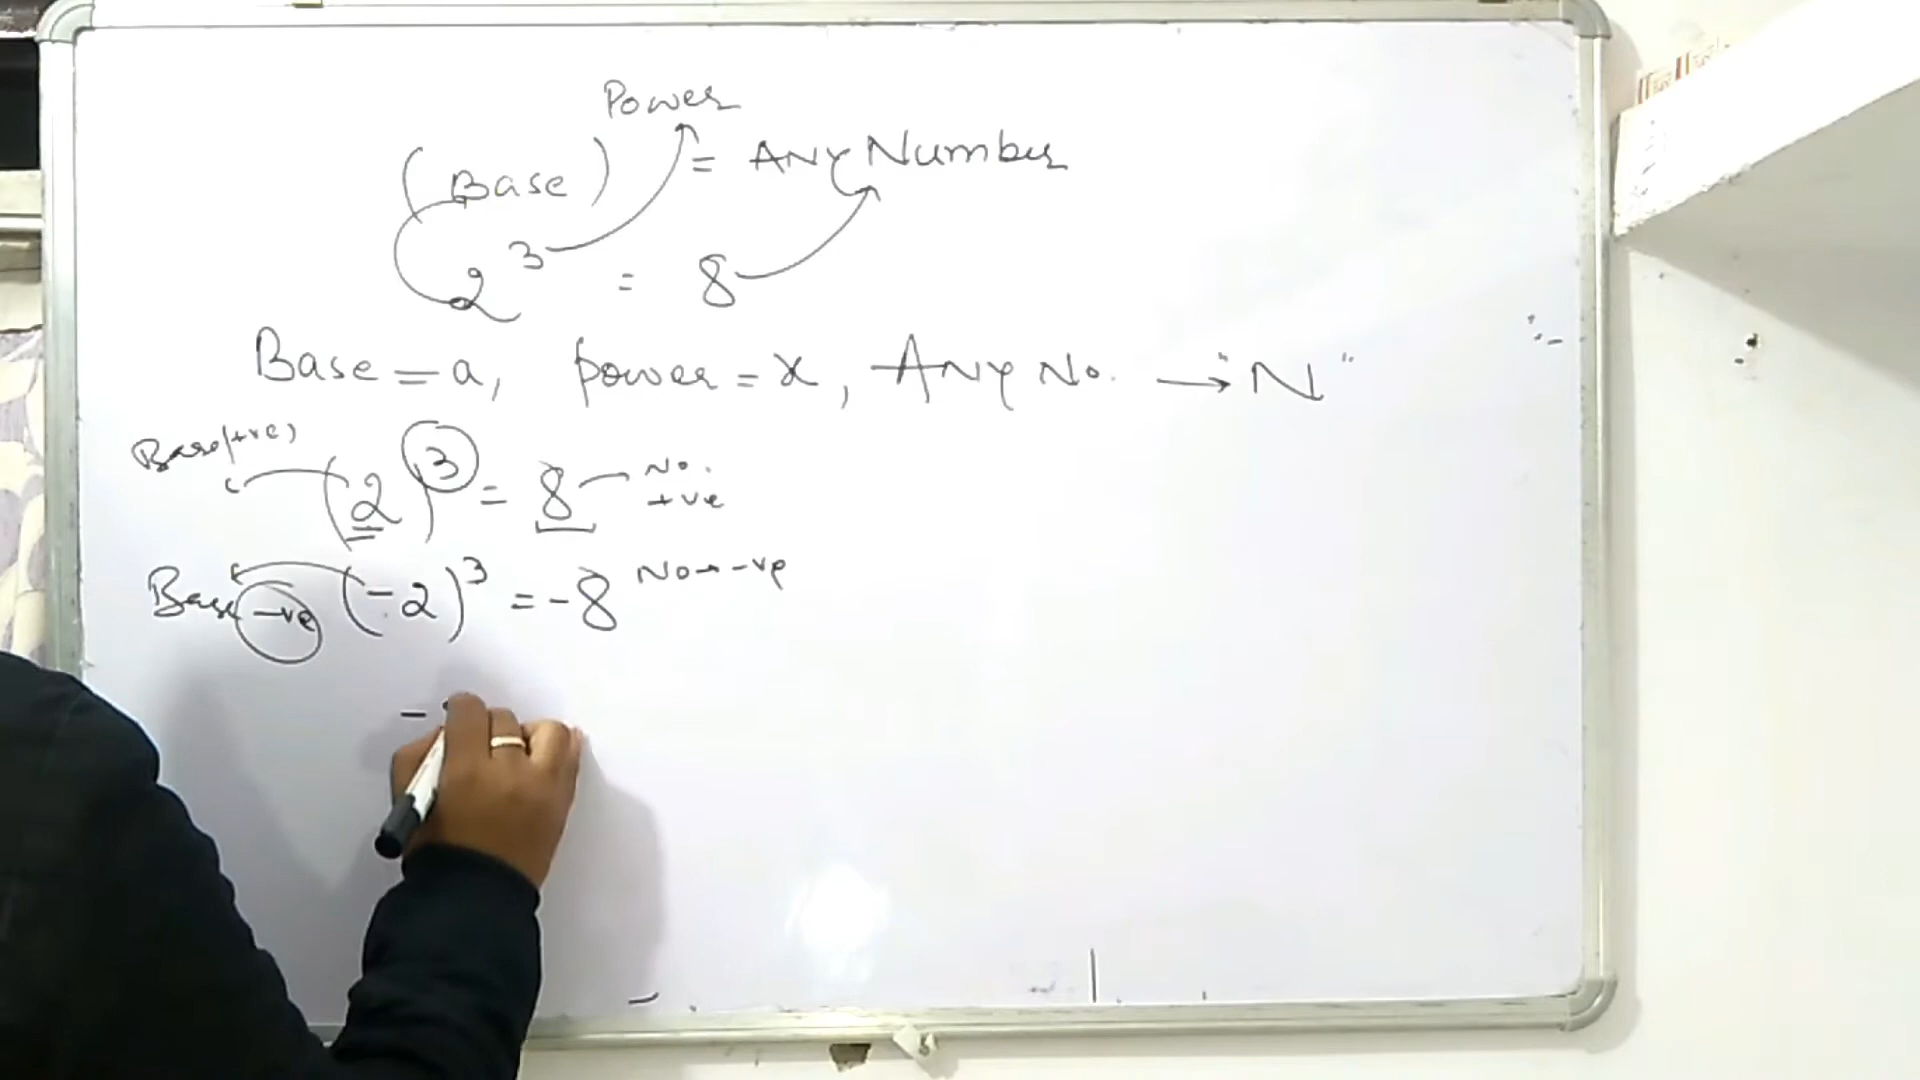 Power
(Base) = Any Number
2³ = 8
Base = a, power = x, Any No. → "N"
Base(+ve)
(2)³ = 8 No. +ve
Base -ve (-2)³ = -8 No → -ve
-